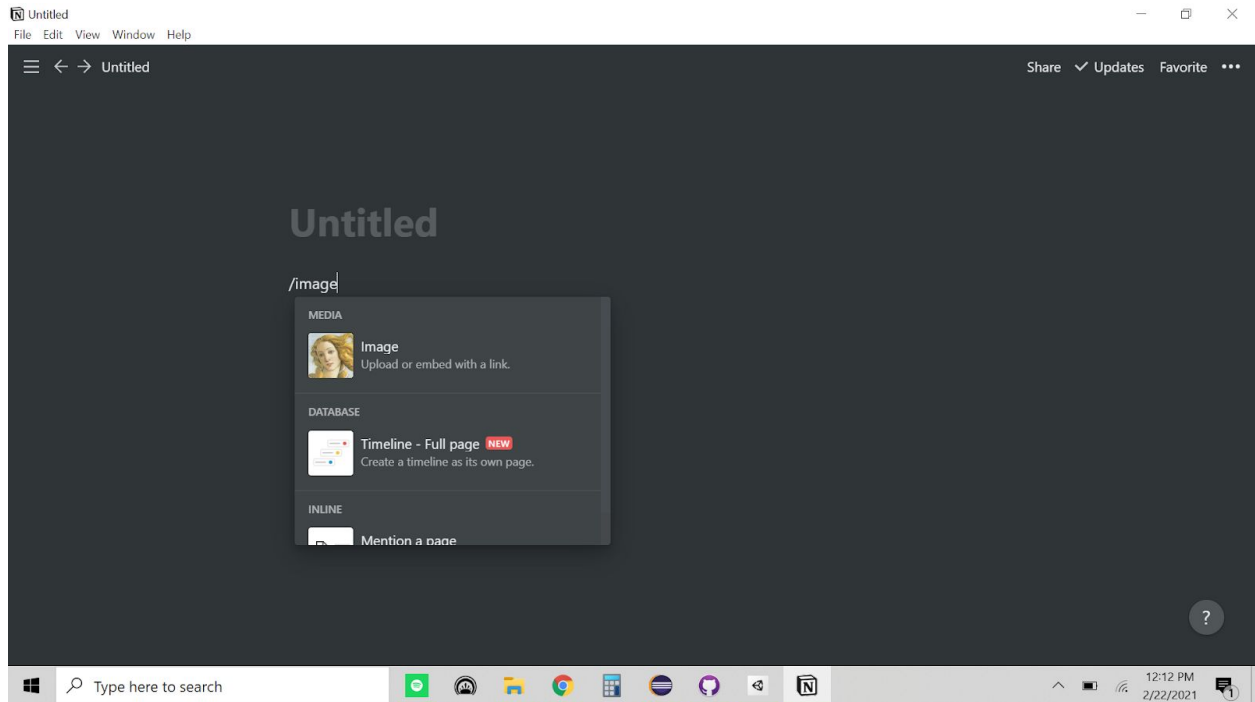 Untitled
File Edit View Window Help
Untitled
Share Updates Favorite
Untitled
/image
MEDIA
Image
Upload or embed with a link.
DATABASE
Timeline - Full page NEW
Create a timeline as its own page.
INLINE
Mention a page
?
Type here to search
12:12 PM
2/22/2021
1